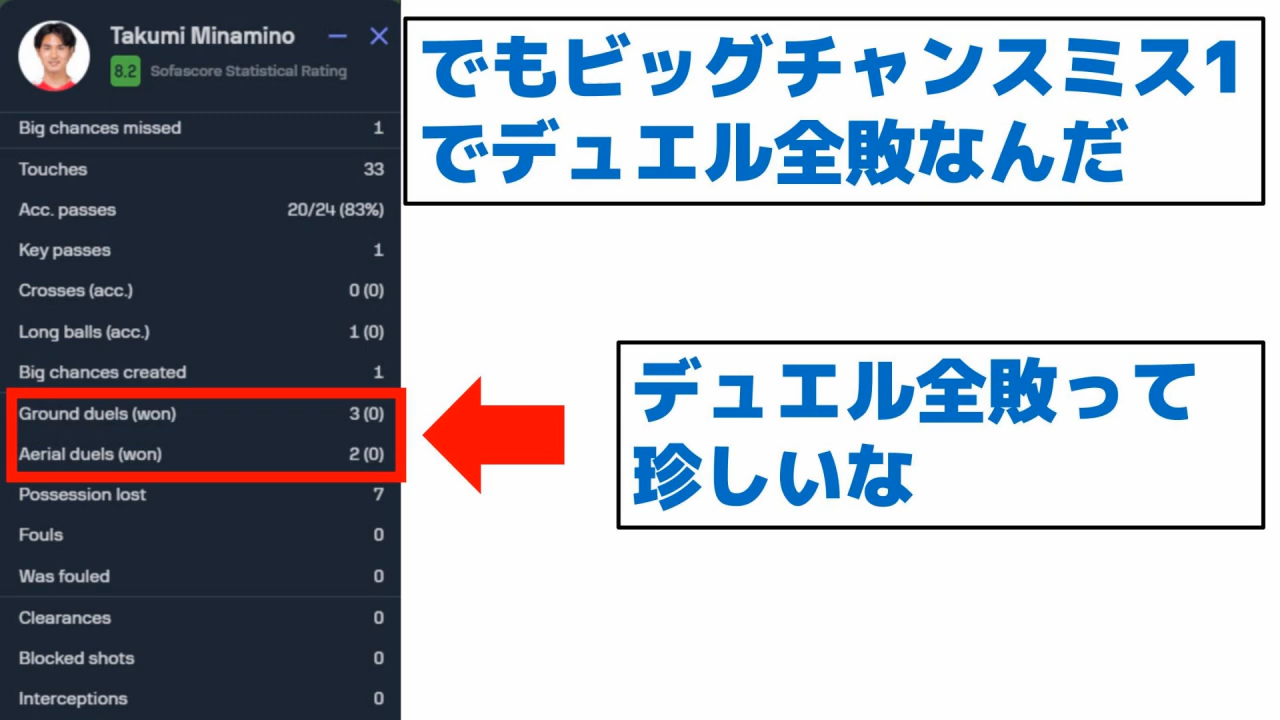 Takumi Minamino
8.2 Sofascore Statistical Rating
Big chances missed 1
Touches 33
Acc. passes 20/24 (83%)
Key passes 1
Crosses (acc.) 0 (0)
Long balls (acc.) 1 (0)
Big chances created 1
Ground duels (won) 3 (0)
Aerial duels (won) 2 (0)
Possession lost 7
Fouls 0
Was fouled 0
Clearances 0
Blocked shots 0
Interceptions 0
でもビッグチャンスミス1
でデュエル全敗なんだ
デュエル全敗って
珍しいな